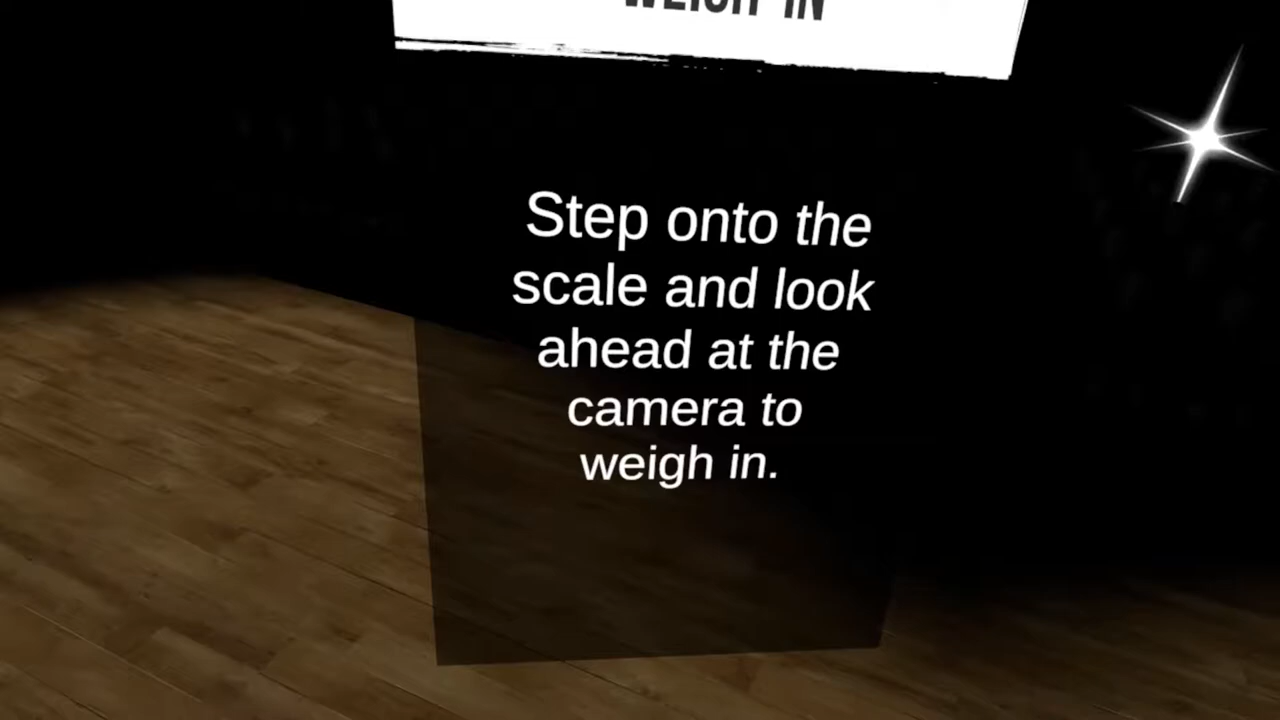 WEIGH IN
Step onto the
scale and look
ahead at the
camera to
weigh in.